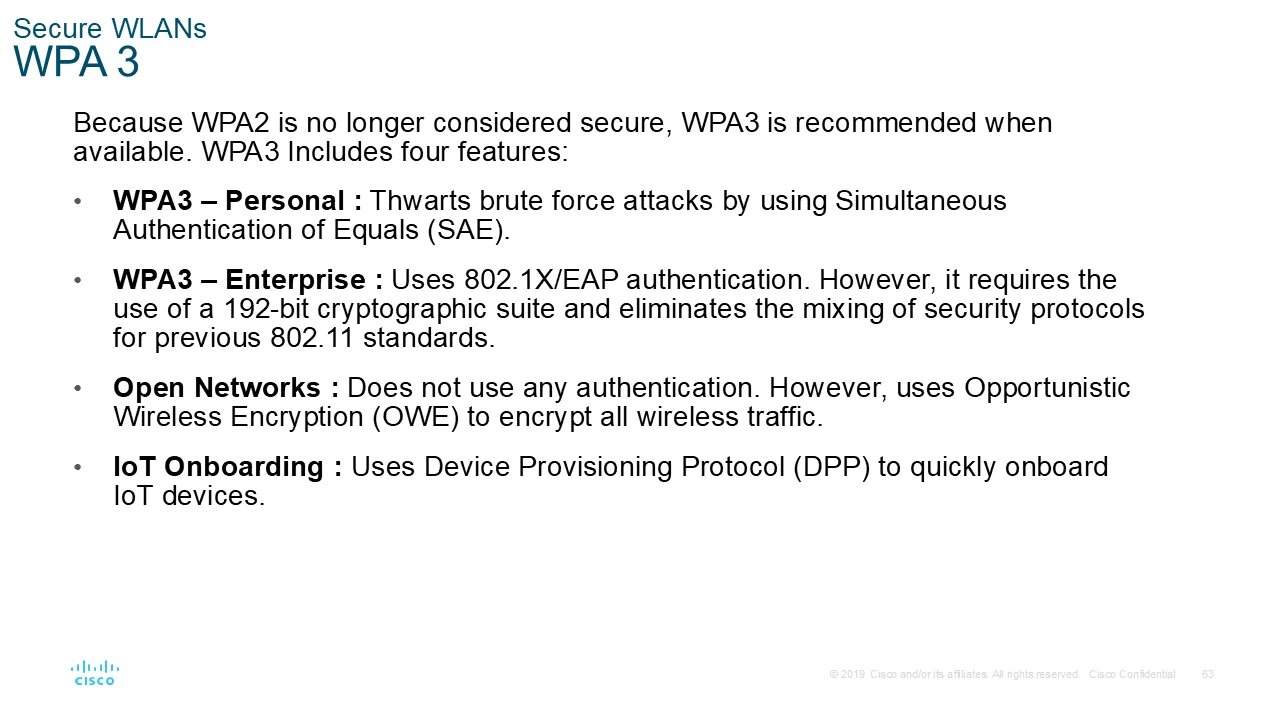 Secure WLANs
WPA 3
Because WPA2 is no longer considered secure, WPA3 is recommended when
available. WPA3 Includes four features:
• WPA3 – Personal : Thwarts brute force attacks by using Simultaneous
Authentication of Equals (SAE).
• WPA3 – Enterprise : Uses 802.1X/EAP authentication. However, it requires the
use of a 192-bit cryptographic suite and eliminates the mixing of security protocols
for previous 802.11 standards.
• Open Networks : Does not use any authentication. However, uses Opportunistic
Wireless Encryption (OWE) to encrypt all wireless traffic.
• IoT Onboarding : Uses Device Provisioning Protocol (DPP) to quickly onboard
IoT devices.
CISCO
© 2019 Cisco and/or its affiliates. All rights reserved. Cisco Confidential 63